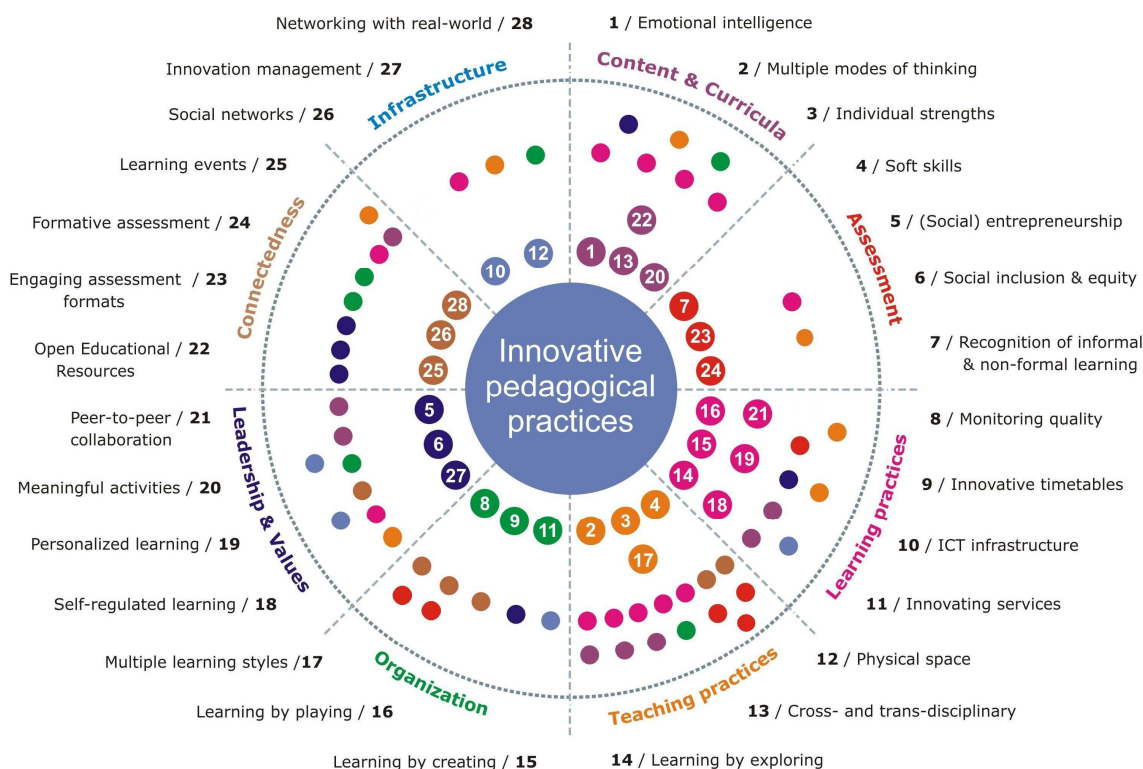 Networking with real-world / 28
1 / Emotional intelligence
Innovation management / 27
2 / Multiple modes of thinking
Social networks / 26
3 / Individual strengths
Learning events / 25
4 / Soft skills
Formative assessment / 24
5 / (Social) entrepreneurship
Engaging assessment / 23
formats
6 / Social inclusion & equity
Open Educational / 22
Resources
7 / Recognition of informal
& non-formal learning
Peer-to-peer / 21
collaboration
8 / Monitoring quality
Meaningful activities / 20
9 / Innovative timetables
Personalized learning / 19
10 / ICT infrastructure
Self-regulated learning / 18
11 / Innovating services
Multiple learning styles /17
12 / Physical space
Learning by playing / 16
13 / Cross- and trans-disciplinary
Learning by creating / 15
14 / Learning by exploring
Infrastructure
Content & Curricula
Assessment
Learning practices
Teaching practices
Organization
Leadership & Values
Connectedness
Innovative
pedagogical
practices
22
1
13
20
7
23
24
16
21
15
19
14
18
4
3
2
17
11
9
8
27
6
5
25
26
28
10
12